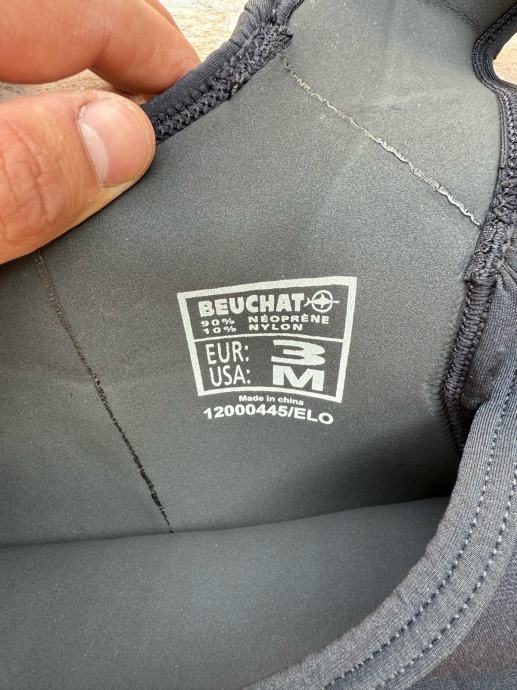 BEUCHAT
90% NÉOPRÈNE
10% NYLON
EUR: 3
USA: M
Made in china
12000445/ELO